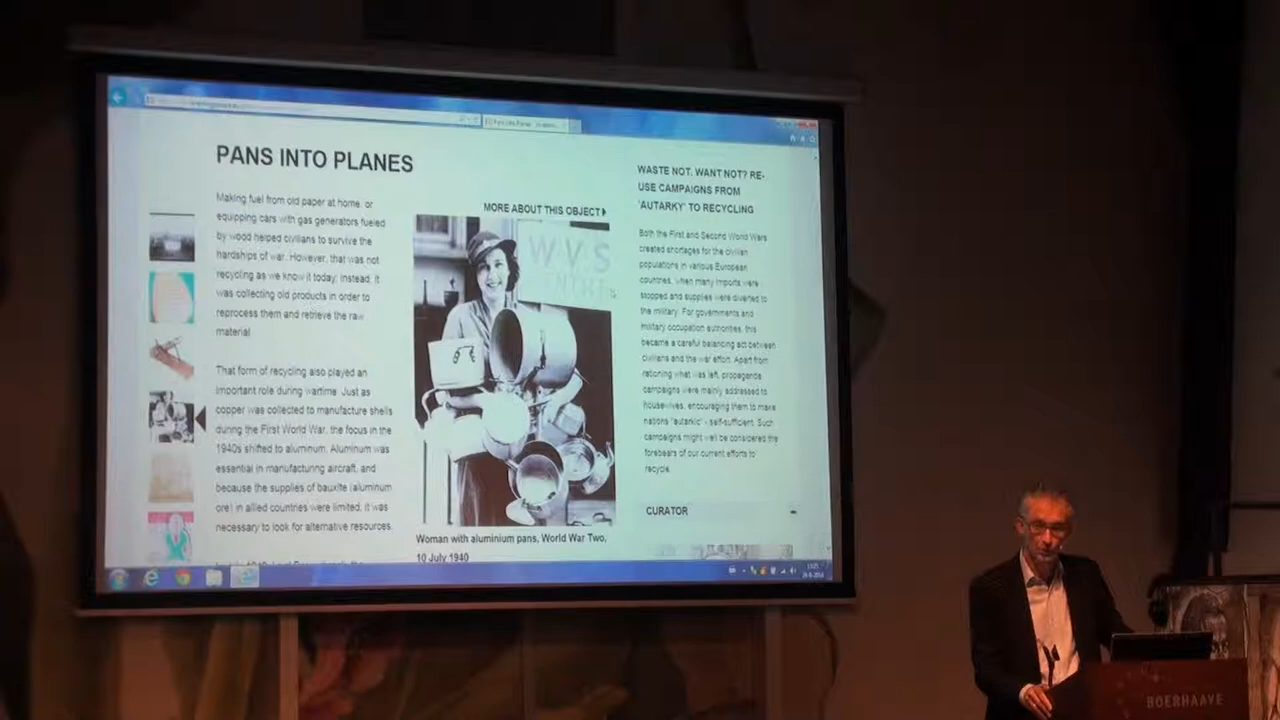 PANS INTO PLANES
Making fuel from old paper at home, or
equipping cars with gas generators fueled
by wood helped civilians to survive the
hardships of war. However, that was not
recycling as we know it today; instead, it
was collecting old products in order to
reprocess them and retrieve the raw
material
That form of recycling also played an
important role during wartime. Just as
copper was collected to manufacture shells
during the First World War, the focus in the
1940s shifted to aluminum. Aluminum was
essential in manufacturing aircraft, and
because the supplies of bauxite (aluminum
ore) in allied countries were limited, it was
necessary to look for alternative resources.
MORE ABOUT THIS OBJECT
W.V.S
Woman with aluminium pans, World War Two,
10 July 1940
WASTE NOT, WANT NOT? RE-
USE CAMPAIGNS FROM
'AUTARKY' TO RECYCLING
Both the First and Second World Wars
created shortages for the civilian
populations in various European
countries, when many imports were
stopped and supplies were diverted to
the military. For governments and
military occupation authorities, this
became a careful balancing act between
civilians and the war effort. Apart from
rationing what was left, propaganda
campaigns were mainly addressed to
housewives, encouraging them to make
nations "autarkic" - self-sufficient. Such
campaigns might well be considered the
forebears of our current efforts to
recycle.
CURATOR
BOERHAAVE